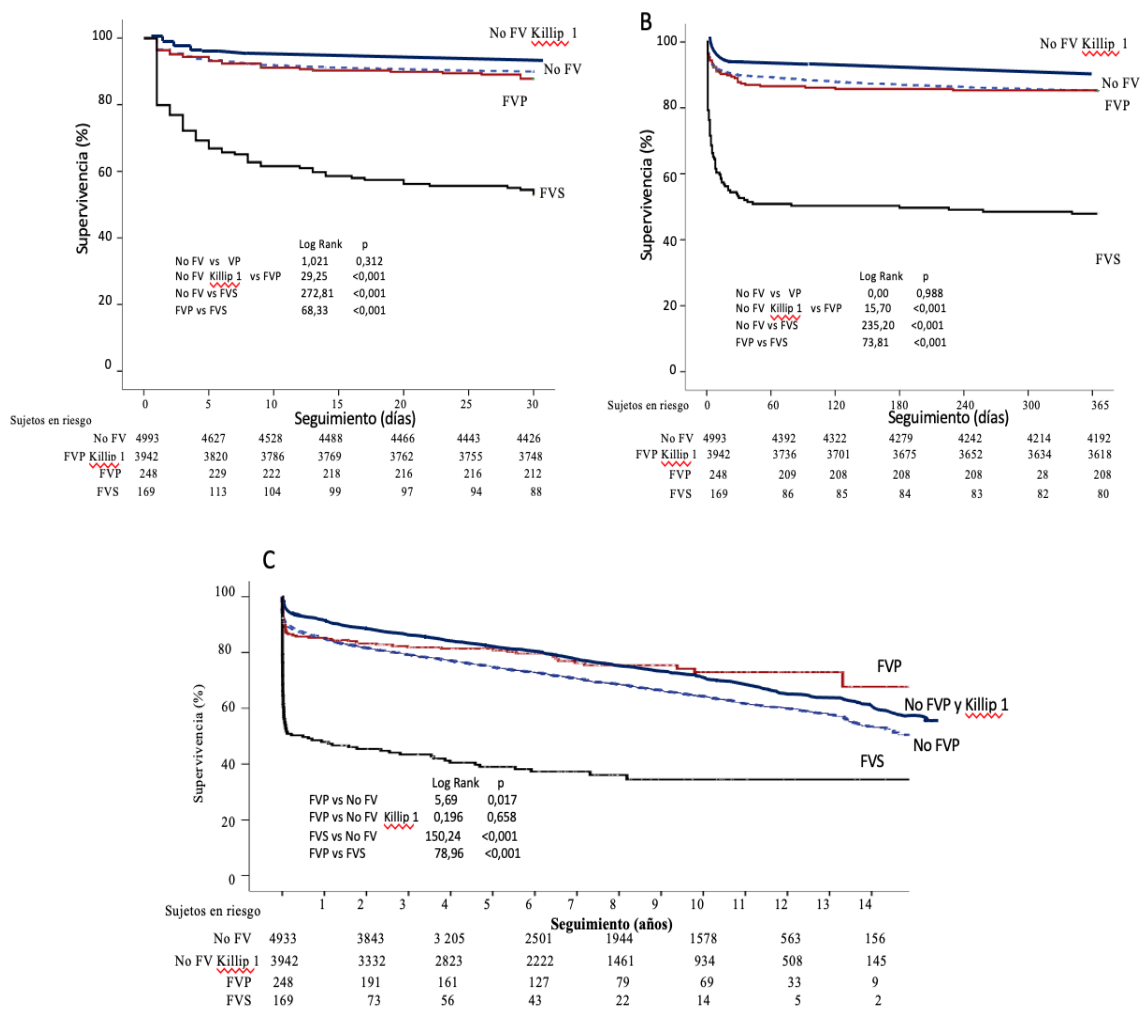 100
80
60
40
20
0
Supervivencia (%)
No FV Killip 1
No FV
FVP
FVS
Log Rank p
No FV vs VP 1,021 0,312
No FV Killip 1 vs FVP 29,25 <0,001
No FV vs FVS 272,81 <0,001
FVP vs FVS 68,33 <0,001
0 5 10 15 20 25 30
Sujetos en riesgo
Seguimiento (días)
No FV 4993 4627 4528 4488 4466 4443 4426
FVP Killip 1 3942 3820 3786 3769 3762 3755 3748
FVP 248 229 222 218 216 216 212
FVS 169 113 104 99 97 94 88
B
100
80
60
40
20
0
Supervivencia (%)
No FV Killip 1
No FV
FVP
FVS
Log Rank p
No FV vs VP 0,00 0,988
No FV Killip 1 vs FVP 15,70 <0,001
No FV vs FVS 235,20 <0,001
FVP vs FVS 73,81 <0,001
Sujetos en riesgo 0 60 120 180 240 300 365
Seguimiento (días)
No FV 4993 4392 4322 4279 4242 4214 4192
FVP Killip 1 3942 3736 3701 3675 3652 3634 3618
FVP 248 209 208 208 208 28 208
FVS 169 86 85 84 83 82 80
C
100
80
60
40
20
0
Supervivencia (%)
FVP
No FVP y Killip 1
No FVP
FVS
Log Rank p
FVP vs No FV 5,69 0,017
FVP vs No FV Killip 1 0,196 0,658
FVS vs No FV 150,24 <0,001
FVP vs FVS 78,96 <0,001
1 2 3 4 5 6 7 8 9 10 11 12 13 14
Sujetos en riesgo
Seguimiento (años)
No FV 4933 3843 3 205 2501 1944 1578 563 156
No FV Killip 1 3942 3332 2823 2222 1461 934 508 145
FVP 248 191 161 127 79 69 33 9
FVS 169 73 56 43 22 14 5 2